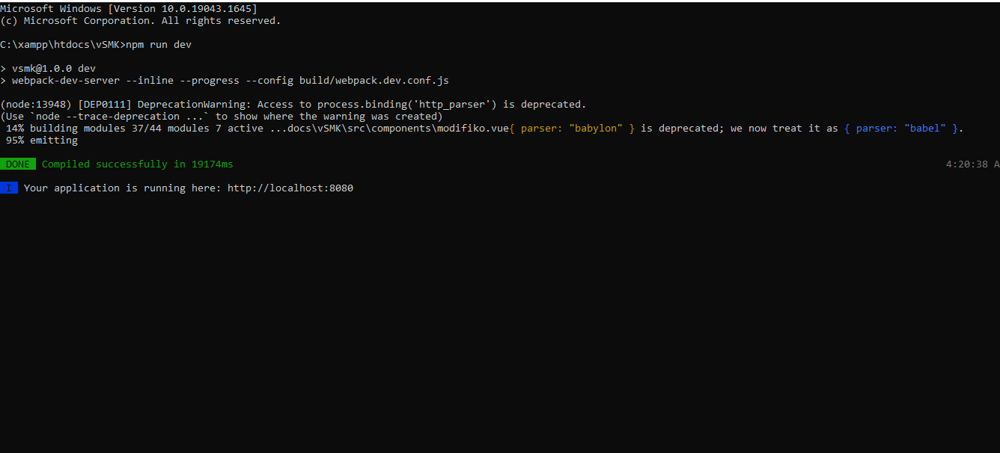 Microsoft Windows [Version 10.0.19043.1645]
(c) Microsoft Corporation. All rights reserved.
C:\xampp\htdocs\vSMK>npm run dev
> vsmk@1.0.0 dev
> webpack-dev-server --inline --progress --config build/webpack.dev.conf.js
(node:13948) [DEP0111] DeprecationWarning: Access to process.binding('http_parser') is deprecated.
(Use `node --trace-deprecation ...` to show where the warning was created)
14% building modules 37/44 modules 7 active ...docs\vSMK\src\components\modifiko.vue{ parser: "babylon" } is deprecated; we now treat it as { parser: "babel" }.
95% emitting
DONE Compiled successfully in 19174ms 4:20:38 A
I Your application is running here: http://localhost:8080